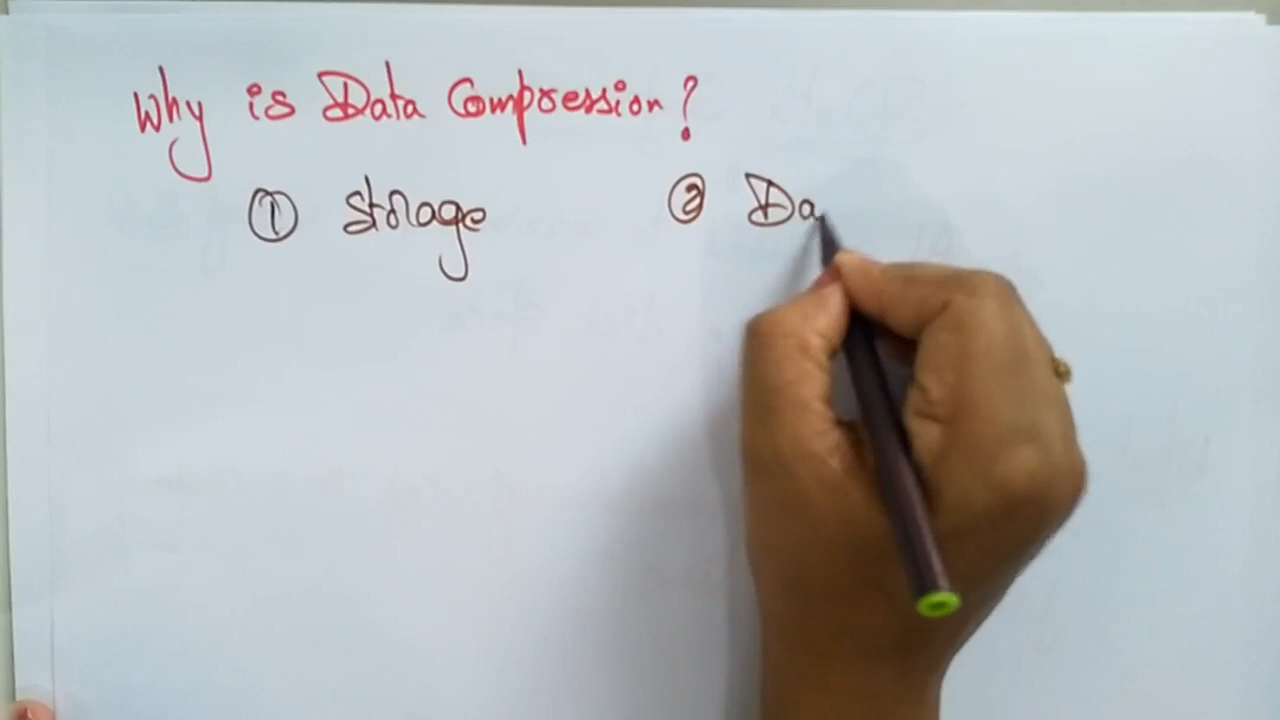 Why is Data Compression?
① Storage ② Da